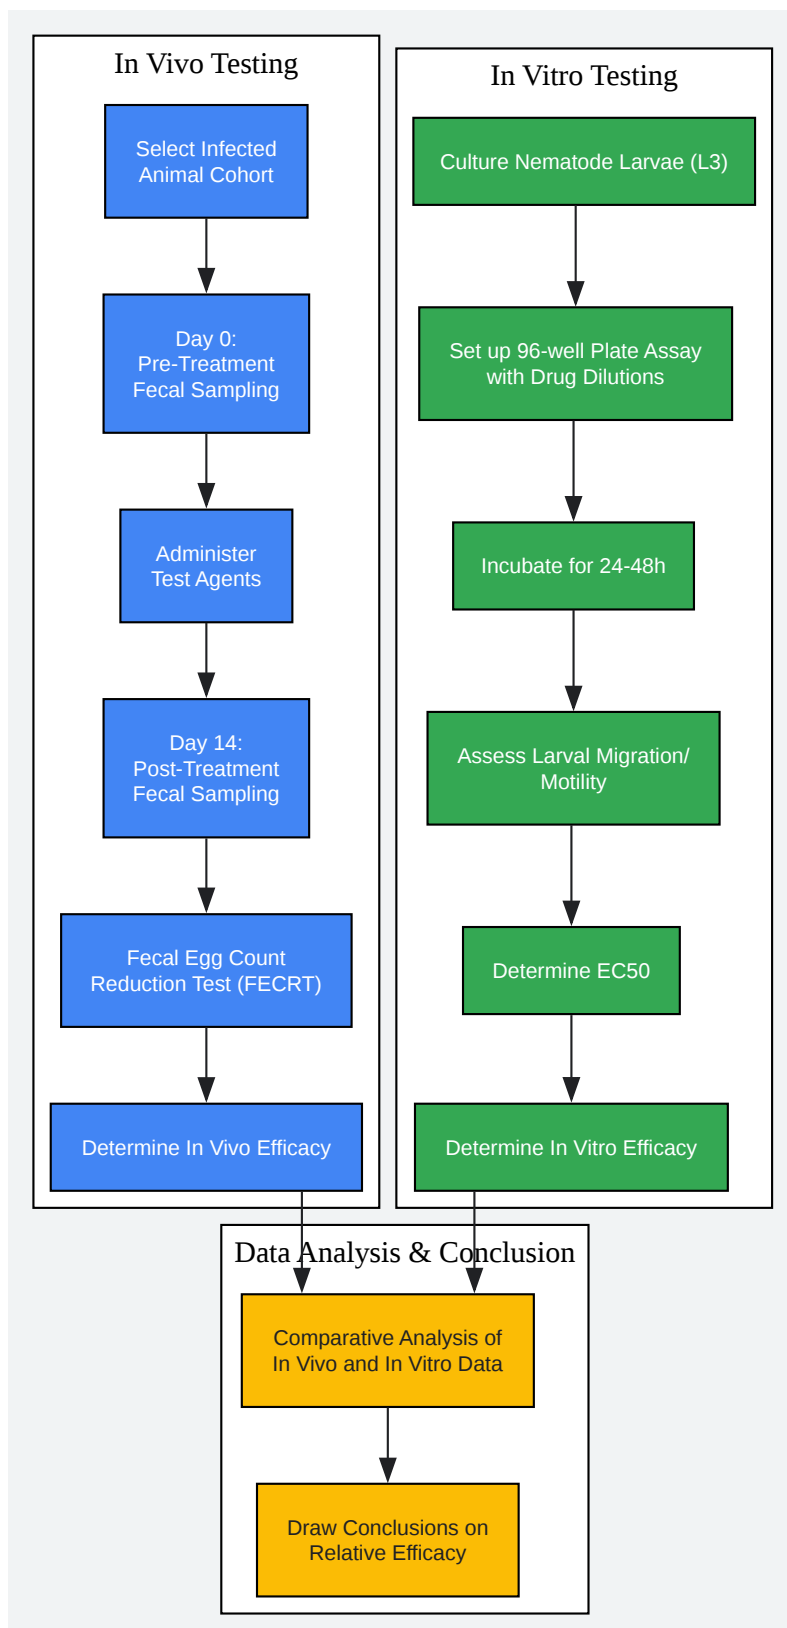 In Vivo Testing
Select Infected
Animal Cohort
Day 0:
Pre-Treatment
Fecal Sampling
Administer
Test Agents
Day 14:
Post-Treatment
Fecal Sampling
Fecal Egg Count
Reduction Test (FECRT)
Determine In Vivo Efficacy
In Vitro Testing
Culture Nematode Larvae (L3)
Set up 96-well Plate Assay
with Drug Dilutions
Incubate for 24-48h
Assess Larval Migration/
Motility
Determine EC50
Determine In Vitro Efficacy
Data Analysis & Conclusion
Comparative Analysis of
In Vivo and In Vitro Data
Draw Conclusions on
Relative Efficacy